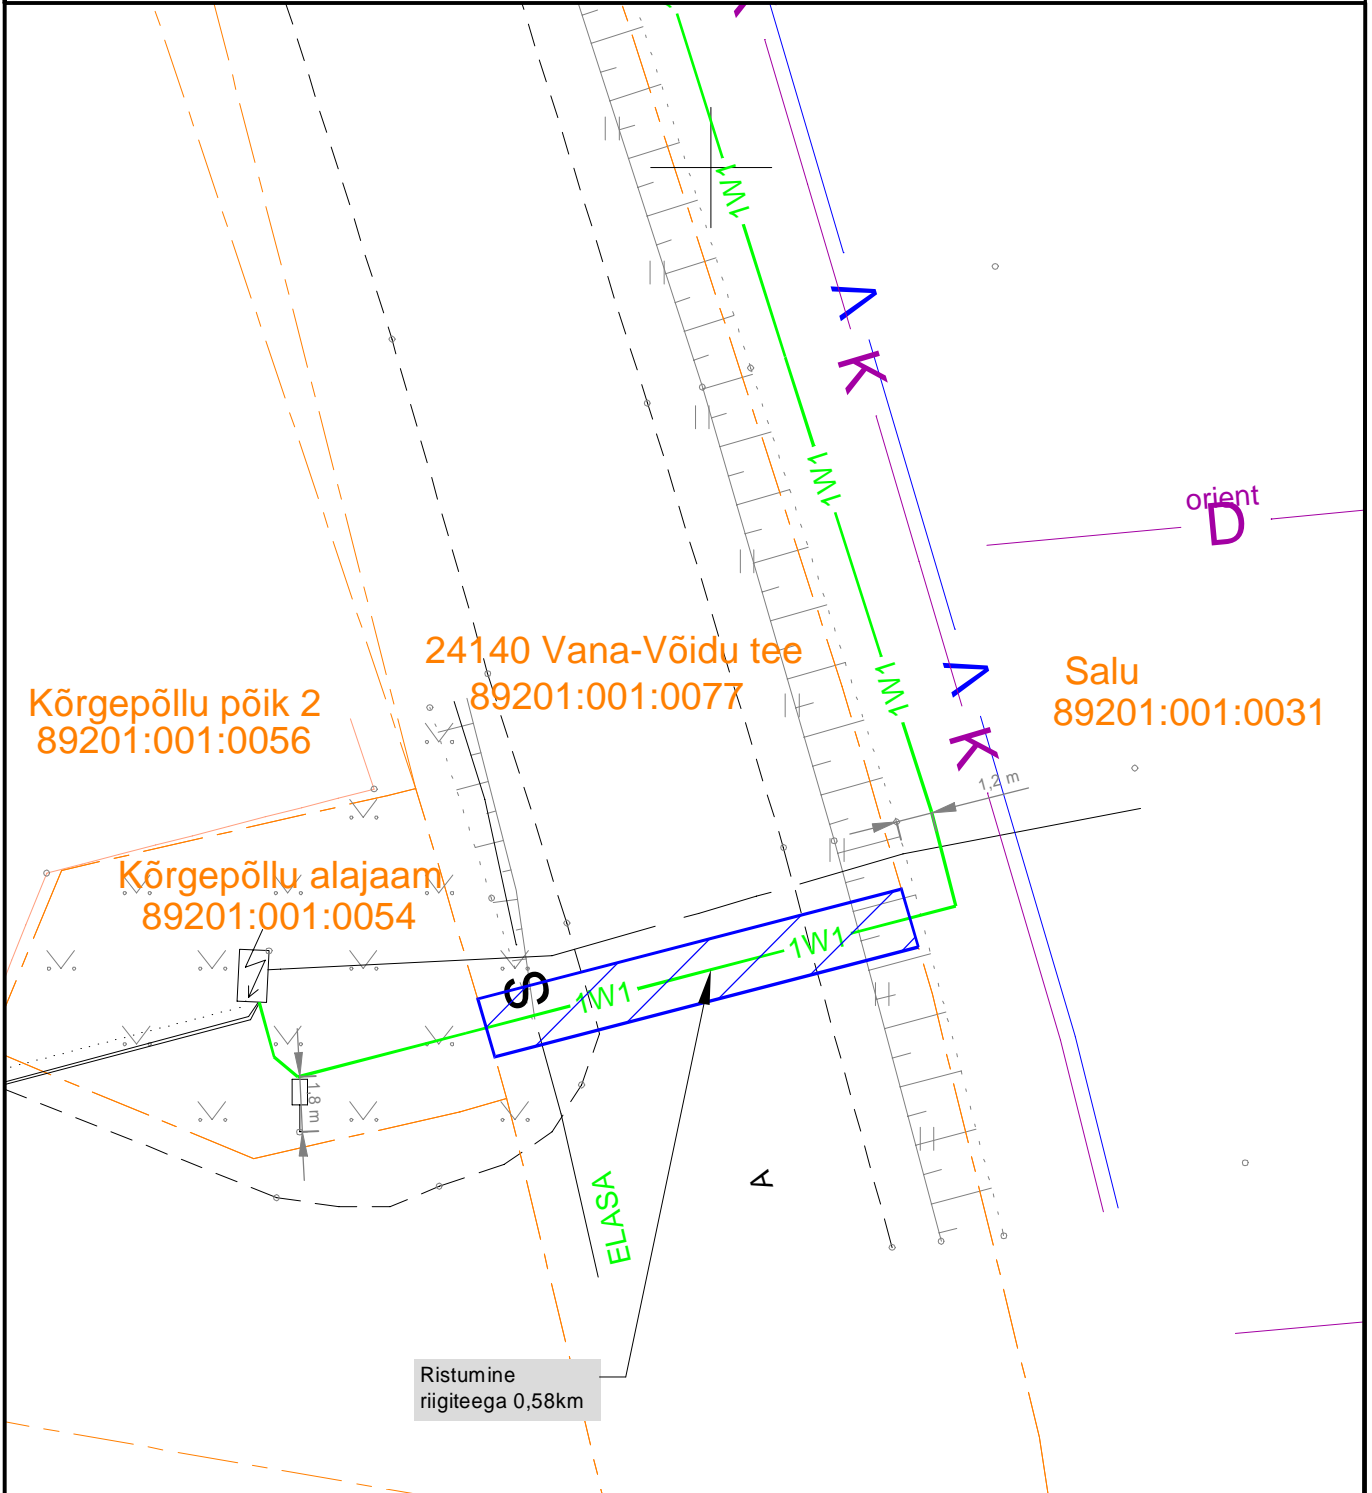 1W1
V
K
1W1
orient
D
24140 Vana-Võidu tee
89201:001:0077
Salu
89201:001:0031
Kõrgepõllu põik 2
89201:001:0056
1W1
V
K
1,2 m
Kõrgepõllu alajaam
89201:001:0054
1W1
S
1W1
1,8 m
A
ELASA
Ristumine
riigiteega 0,58km